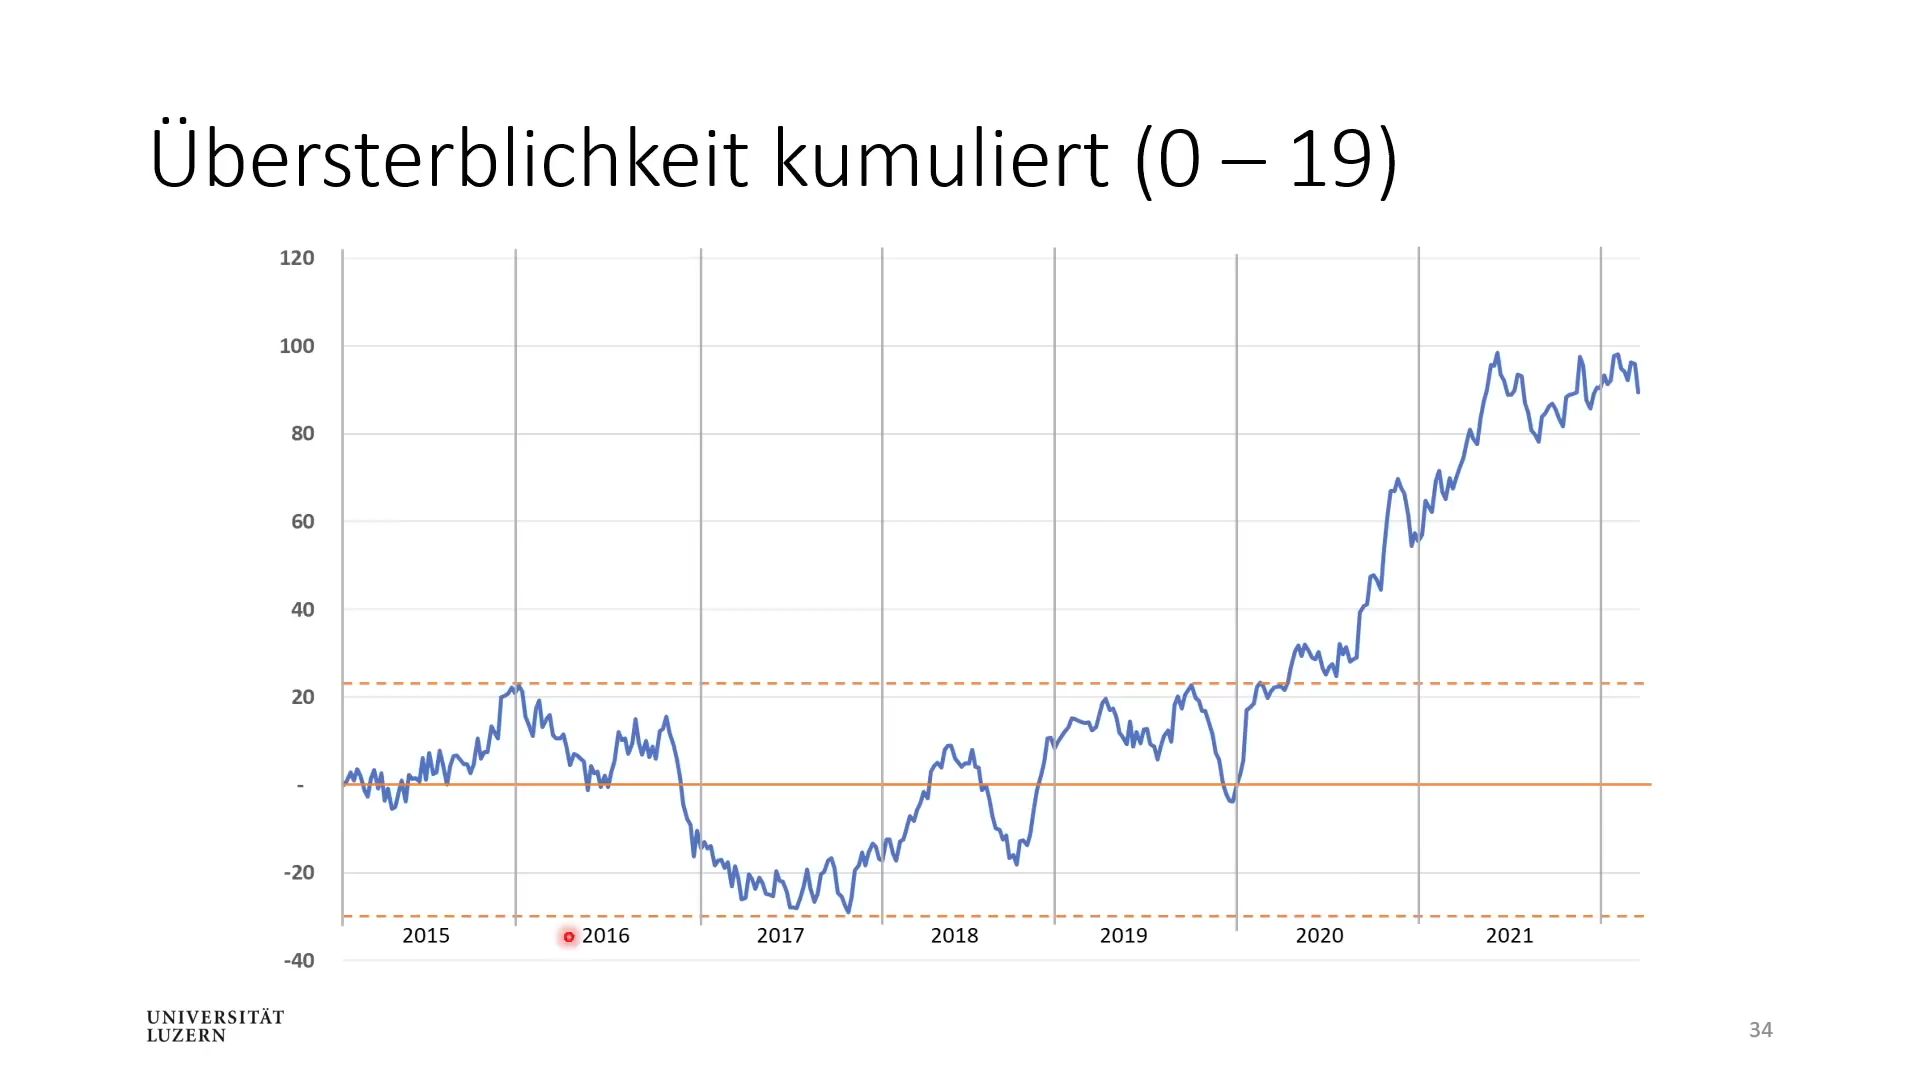 Übersterblichkeit kumuliert (0 – 19)
120
100
80
60
40
20
-
-20
-40
2015 2016 2017 2018 2019 2020 2021
UNIVERSITÄT
LUZERN
34